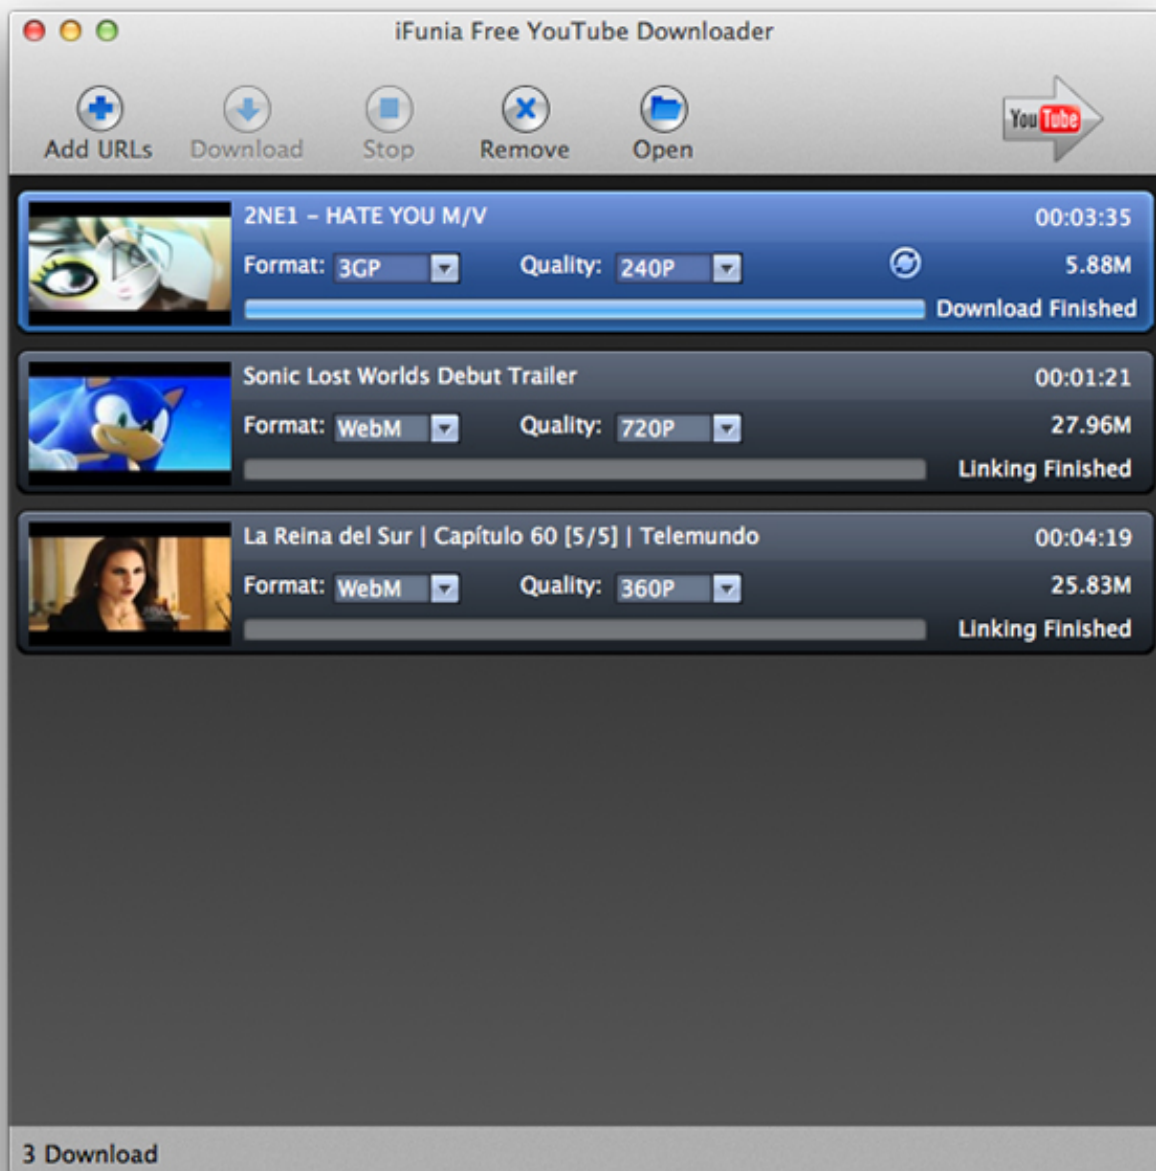 iFunia Free YouTube Downloader
Add URLs Download Stop Remove Open
You Tube
2NE1 – HATE YOU M/V 00:03:35
Format: 3GP Quality: 240P 5.88M
Download Finished
Sonic Lost Worlds Debut Trailer 00:01:21
Format: WebM Quality: 720P 27.96M
Linking Finished
La Reina del Sur | Capítulo 60 [5/5] | Telemundo 00:04:19
Format: WebM Quality: 360P 25.83M
Linking Finished
3 Download